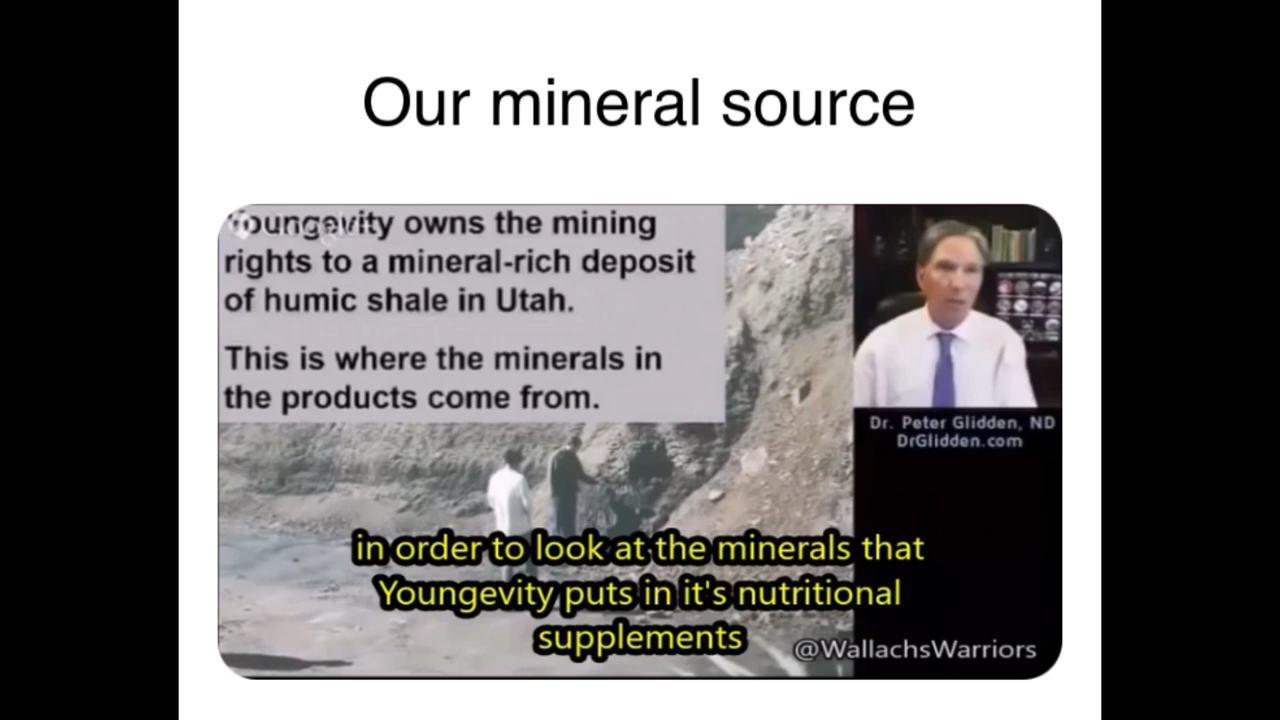 Our mineral source
Youngevity owns the mining
rights to a mineral-rich deposit
of humic shale in Utah.
This is where the minerals in
the products come from.
Dr. Peter Glidden, ND
DrGlidden.com
in order to look at the minerals that
Youngevity puts in it's nutritional
supplements
@WallachsWarriors